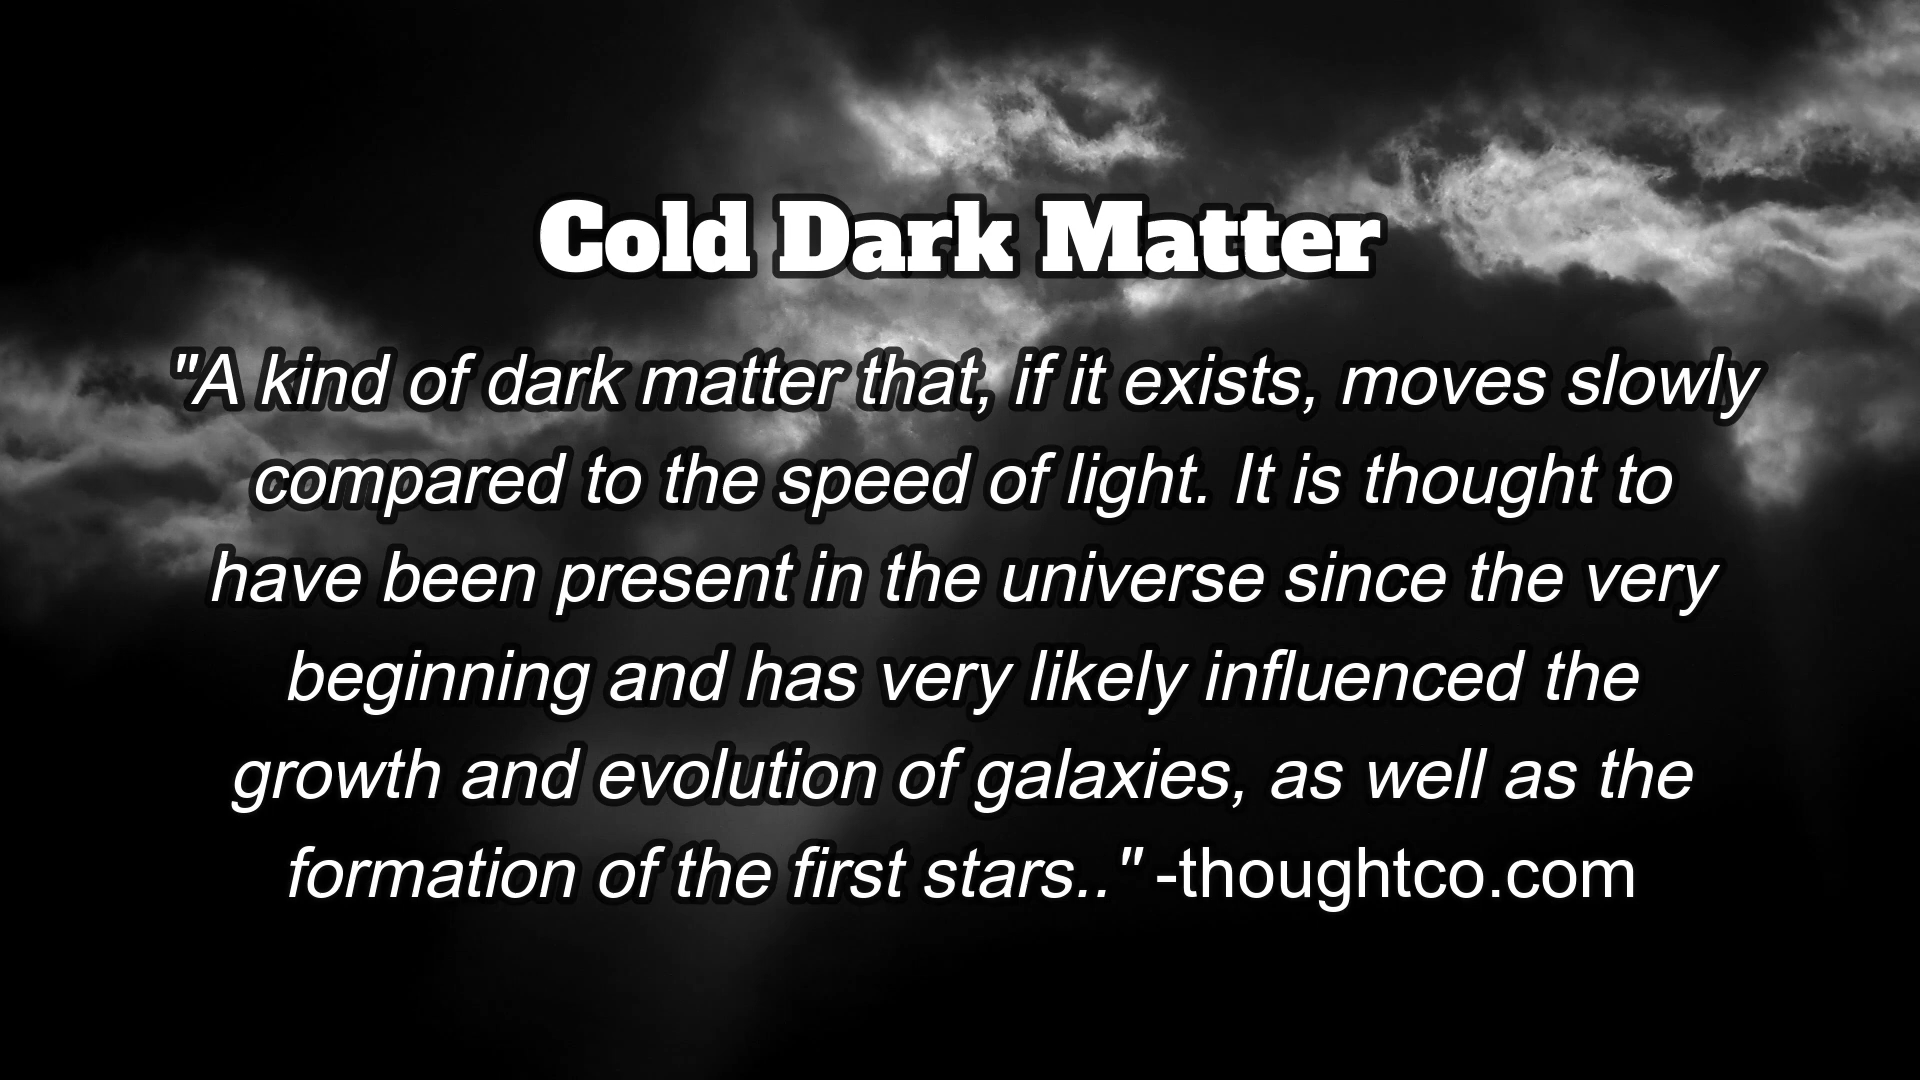 Cold Dark Matter
"A kind of dark matter that, if it exists, moves slowly
compared to the speed of light. It is thought to
have been present in the universe since the very
beginning and has very likely influenced the
growth and evolution of galaxies, as well as the
formation of the first stars.." -thoughtco.com